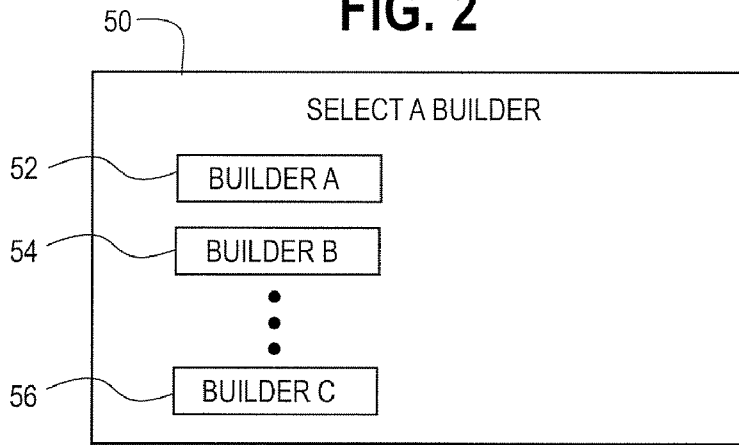 FIG. 2
50
SELECT A BUILDER
52 BUILDER A
54 BUILDER B
56 BUILDER C